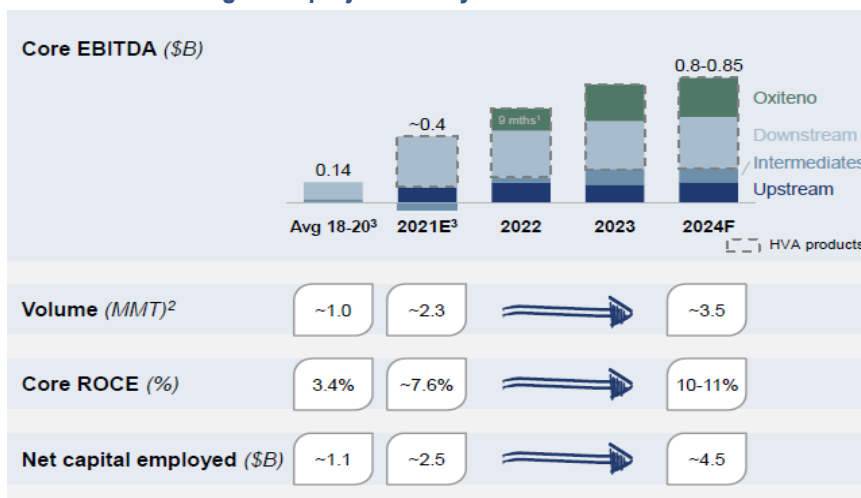 Core EBITDA ($B)
0.8-0.85
~0.4
0.14
9 mths¹
Oxiteno
Downstream
Intermediates
Upstream
Avg 18-20³ 2021E³ 2022 2023 2024F
HVA products
Volume (MMT)² ~1.0 ~2.3 ~3.5
Core ROCE (%) 3.4% ~7.6% 10-11%
Net capital employed ($B) ~1.1 ~2.5 ~4.5